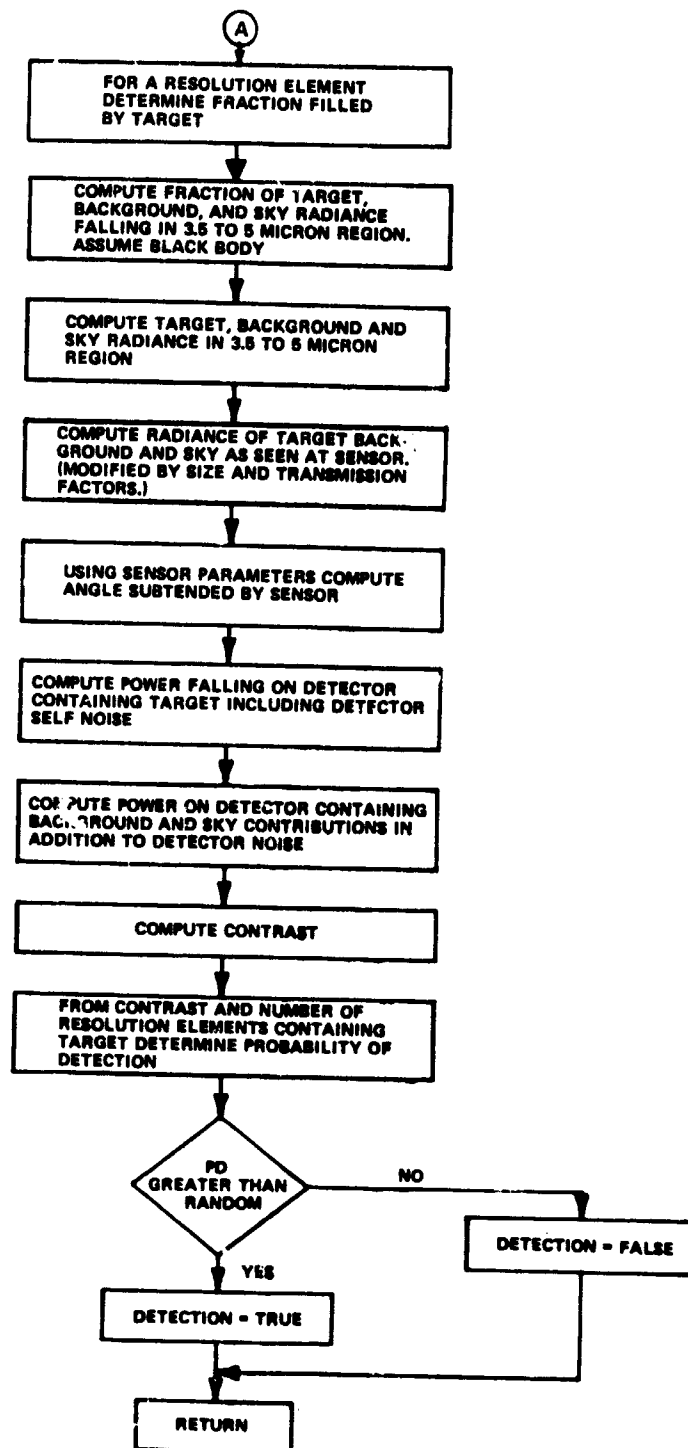 A
FOR A RESOLUTION ELEMENT
DETERMINE FRACTION FILLED
BY TARGET
COMPUTE FRACTION OF TARGET,
BACKGROUND, AND SKY RADIANCE
FALLING IN 3.5 TO 5 MICRON REGION.
ASSUME BLACK BODY
COMPUTE TARGET, BACKGROUND AND
SKY RADIANCE IN 3.5 TO 5 MICRON
REGION
COMPUTE RADIANCE OF TARGET BACK-
GROUND AND SKY AS SEEN AT SENSOR.
(MODIFIED BY SIZE AND TRANSMISSION
FACTORS.)
USING SENSOR PARAMETERS COMPUTE
ANGLE SUBTENDED BY SENSOR
COMPUTE POWER FALLING ON DETECTOR
CONTAINING TARGET INCLUDING DETECTOR
SELF NOISE
COMPUTE POWER ON DETECTOR CONTAINING
BACKGROUND AND SKY CONTRIBUTIONS IN
ADDITION TO DETECTOR NOISE
COMPUTE CONTRAST
FROM CONTRAST AND NUMBER OF
RESOLUTION ELEMENTS CONTAINING
TARGET DETERMINE PROBABILITY OF
DETECTION
PD
GREATER THAN
RANDOM
NO
DETECTION = FALSE
YES
DETECTION = TRUE
RETURN